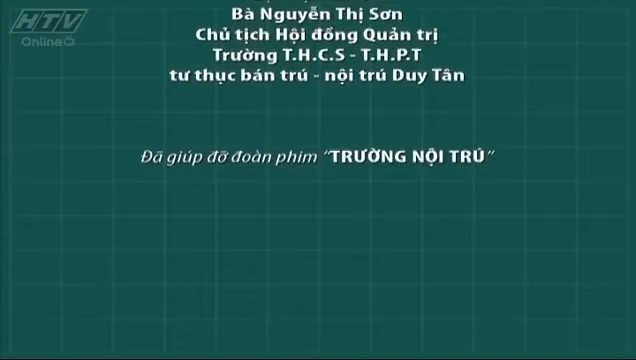 HTV
Online
Bà Nguyễn Thị Sơn
Chủ tịch Hội đồng Quản trị
Trường T.H.C.S - T.H.P.T
tư thục bán trú - nội trú Duy Tân
Đã giúp đỡ đoàn phim "TRƯỜNG NỘI TRÚ"